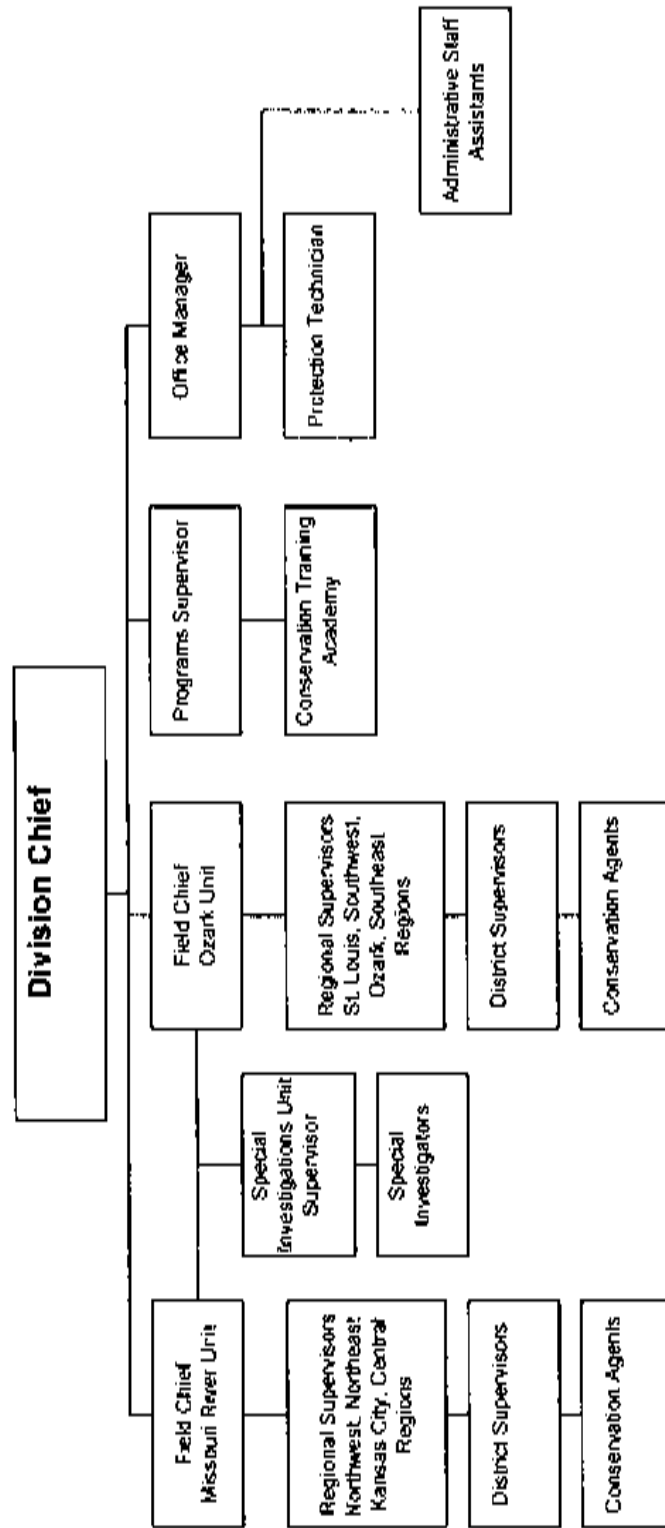 Division Chief
Field Chief
Missouri River Unit
Field Chief
Ozark Unit
Programs Supervisor
Office Manager
Special
Investigations Unit
Supervisor
Special
Investigators
Regional Supervisors
Northwest, Northeast
Kansas City, Central
Regions
Regional Supervisors
St. Louis, Southwest,
Ozark, Southeast
Regions
Conservation Training
Academy
Protection Technician
Administrative Staff
Assistants
District Supervisors
District Supervisors
Conservation Agents
Conservation Agents